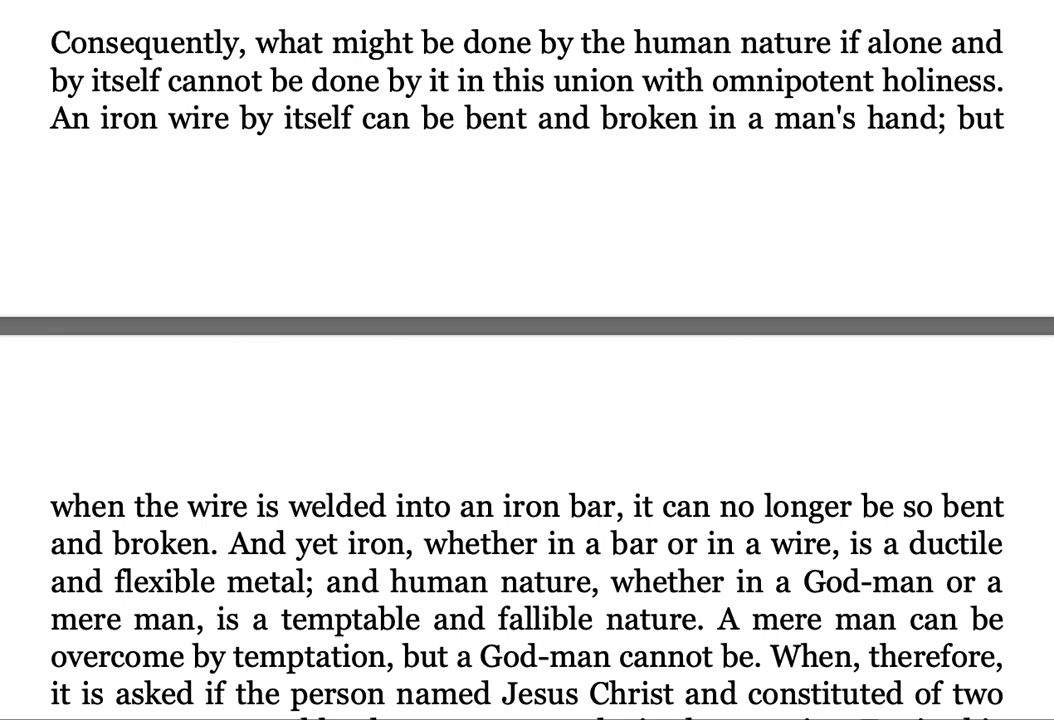 Consequently, what might be done by the human nature if alone and
by itself cannot be done by it in this union with omnipotent holiness.
An iron wire by itself can be bent and broken in a man's hand; but
when the wire is welded into an iron bar, it can no longer be so bent
and broken. And yet iron, whether in a bar or in a wire, is a ductile
and flexible metal; and human nature, whether in a God-man or a
mere man, is a temptable and fallible nature. A mere man can be
overcome by temptation, but a God-man cannot be. When, therefore,
it is asked if the person named Jesus Christ and constituted of two